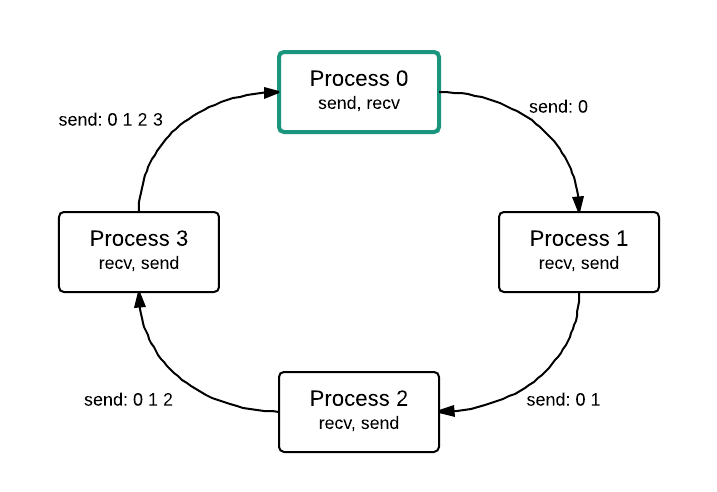 Process 0
send, recv
send: 0
send: 0 1 2 3
Process 3
recv, send
Process 1
recv, send
Process 2
recv, send
send: 0 1 2
send: 0 1